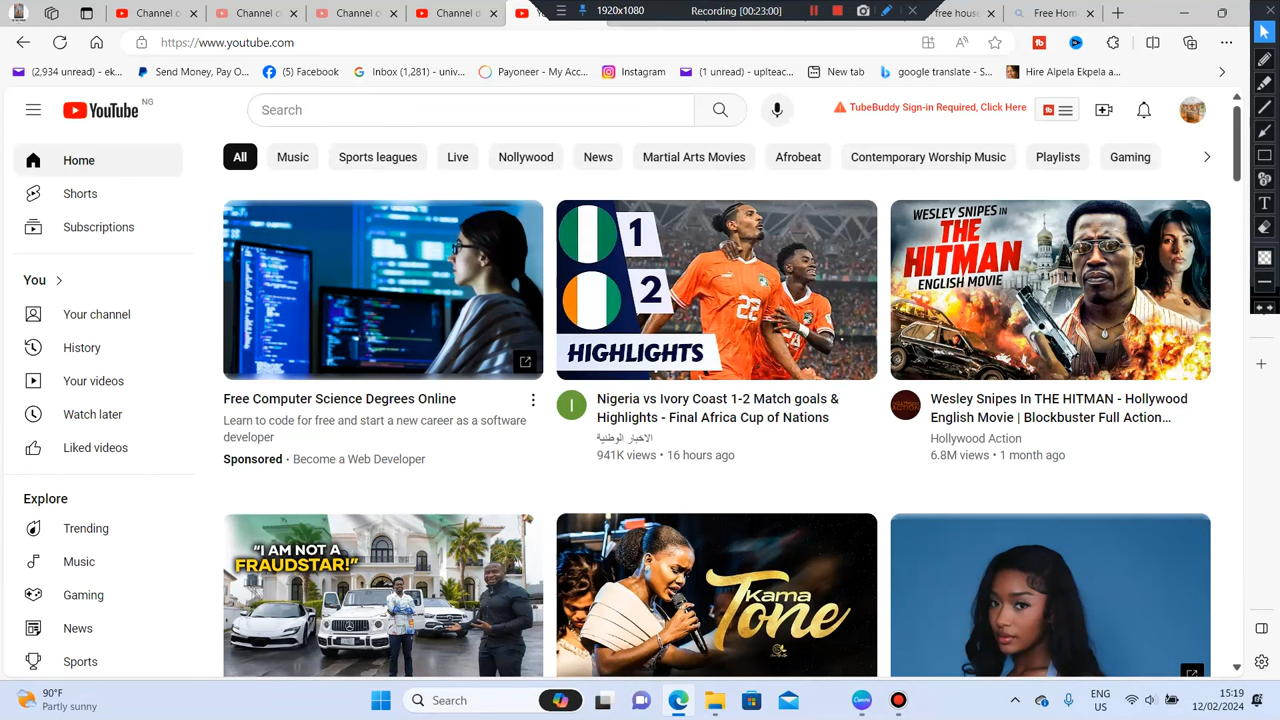 Channel c...
Channel c
Channel c
Channel d
1920x1080
Recording [00:23:00]
free hous
Free Home
https://www.youtube.com
(2,934 unread) - ek...
Send Money, Pay O...
(5) Facebook
Inbox (1,281) - univ...
Payoneer - My Acc...
Instagram
(1 unread) - uplteac...
New tab
google translate - S...
Hire Alpela Ekpela a...
YouTube NG
Search
TubeBuddy Sign-in Required, Click Here
All
Music
Sports leagues
Live
Nollywood
News
Martial Arts Movies
Afrobeat
Contemporary Worship Music
Playlists
Gaming
Home
Shorts
Subscriptions
You
Your channel
History
Your videos
Watch later
Liked videos
Explore
Trending
Music
Gaming
News
Sports
Free Computer Science Degrees Online
Learn to code for free and start a new career as a software
developer
Sponsored · Become a Web Developer
1
2
22
HIGHLIGHTS
I
Nigeria vs Ivory Coast 1-2 Match goals &
Highlights - Final Africa Cup of Nations
الاخبار الوطنية
941K views • 16 hours ago
WESLEY SNIPES IN
THE
HITMAN
ENGLISH MOVIE
Wesley Snipes In THE HITMAN - Hollywood
English Movie | Blockbuster Full Action...
Hollywood Action
6.8M views • 1 month ago
"I AM NOT A
FRAUDSTAR!"
Kama
Tone
90°F
Partly sunny
Search
ENG
US
15:19
12/02/2024